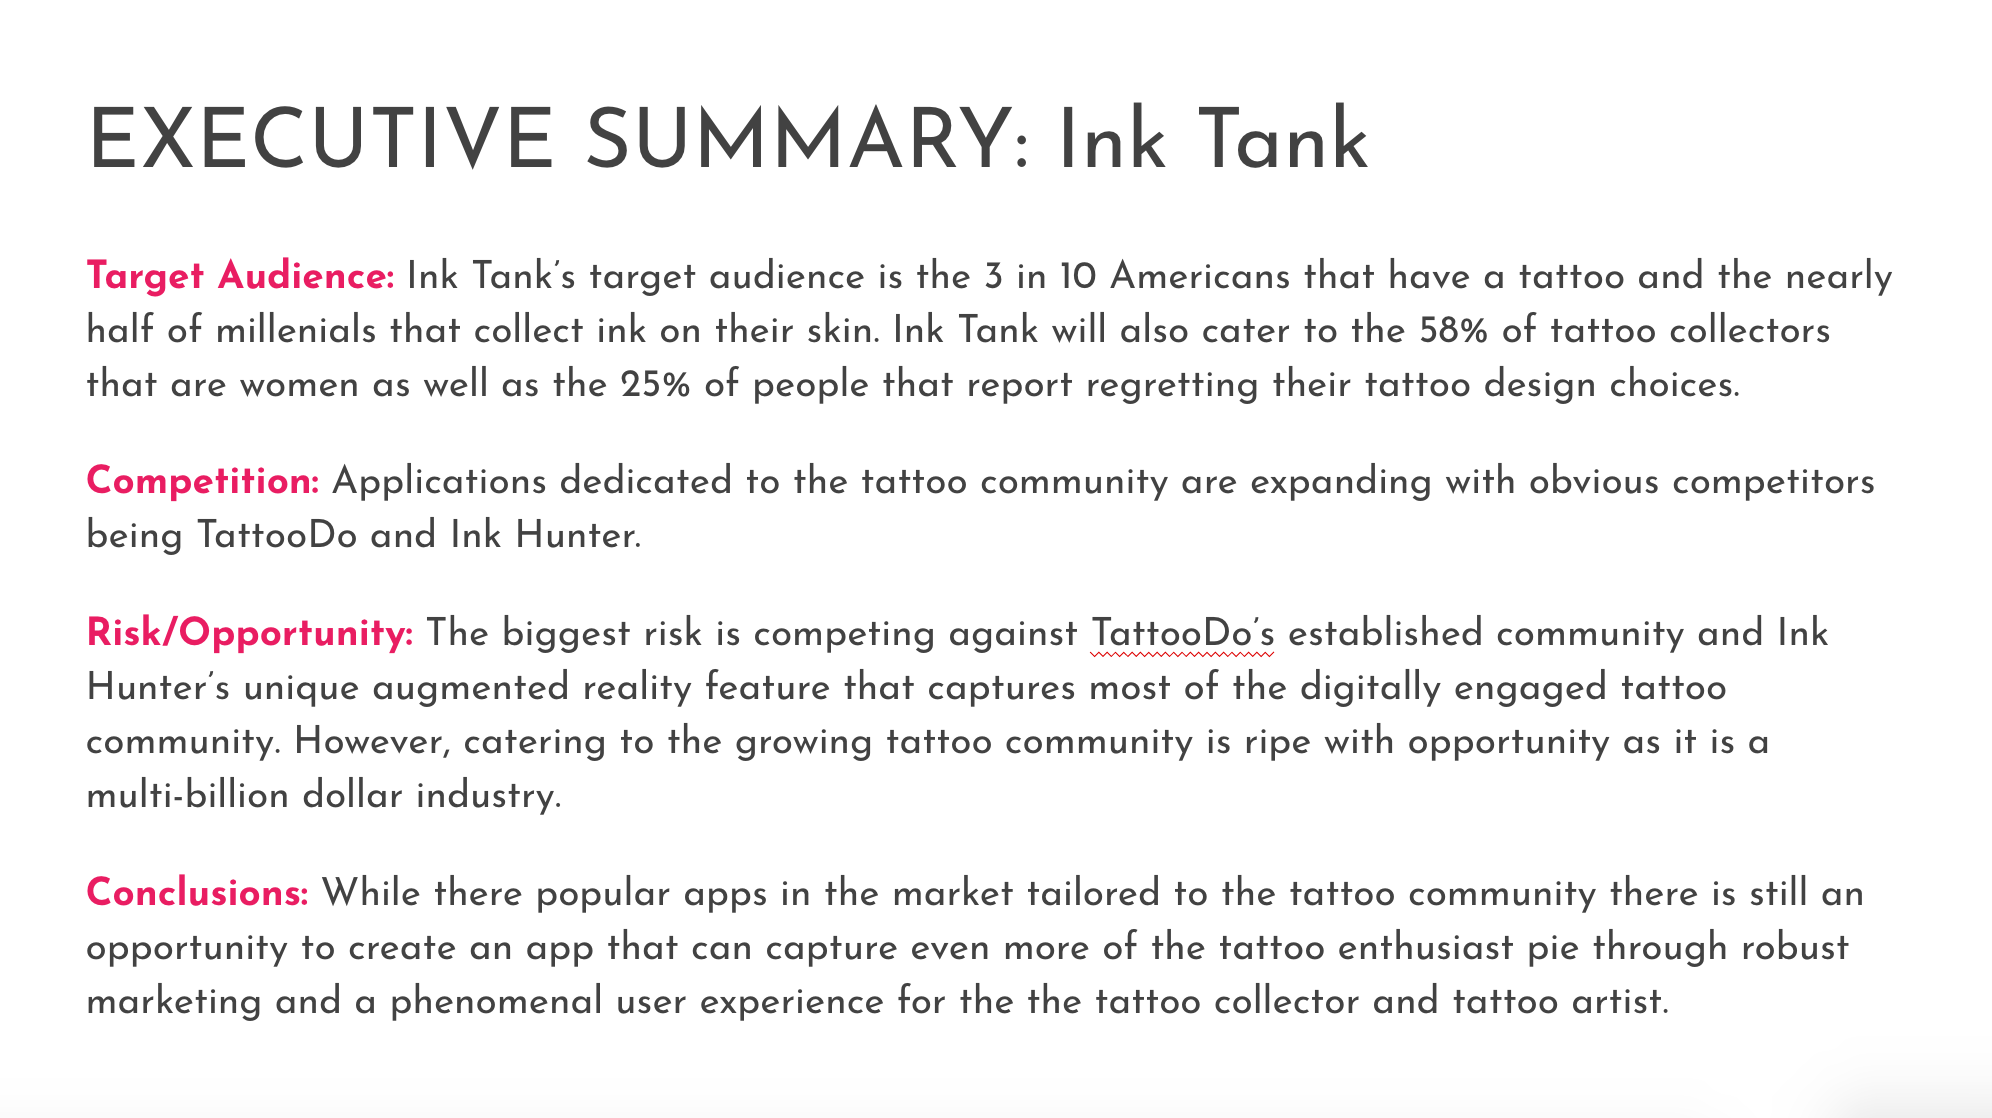 EXECUTIVE SUMMARY: Ink Tank
Target Audience: Ink Tank's target audience is the 3 in 10 Americans that have a tattoo and the nearly
half of millenials that collect ink on their skin. Ink Tank will also cater to the 58% of tattoo collectors
that are women as well as the 25% of people that report regretting their tattoo design choices.
Competition: Applications dedicated to the tattoo community are expanding with obvious competitors
being TattooDo and Ink Hunter.
Risk/Opportunity: The biggest risk is competing against TattooDo's established community and Ink
Hunter's unique augmented reality feature that captures most of the digitally engaged tattoo
community. However, catering to the growing tattoo community is ripe with opportunity as it is a
multi-billion dollar industry.
Conclusions: While there popular apps in the market tailored to the tattoo community there is still an
opportunity to create an app that can capture even more of the tattoo enthusiast pie through robust
marketing and a phenomenal user experience for the the tattoo collector and tattoo artist.